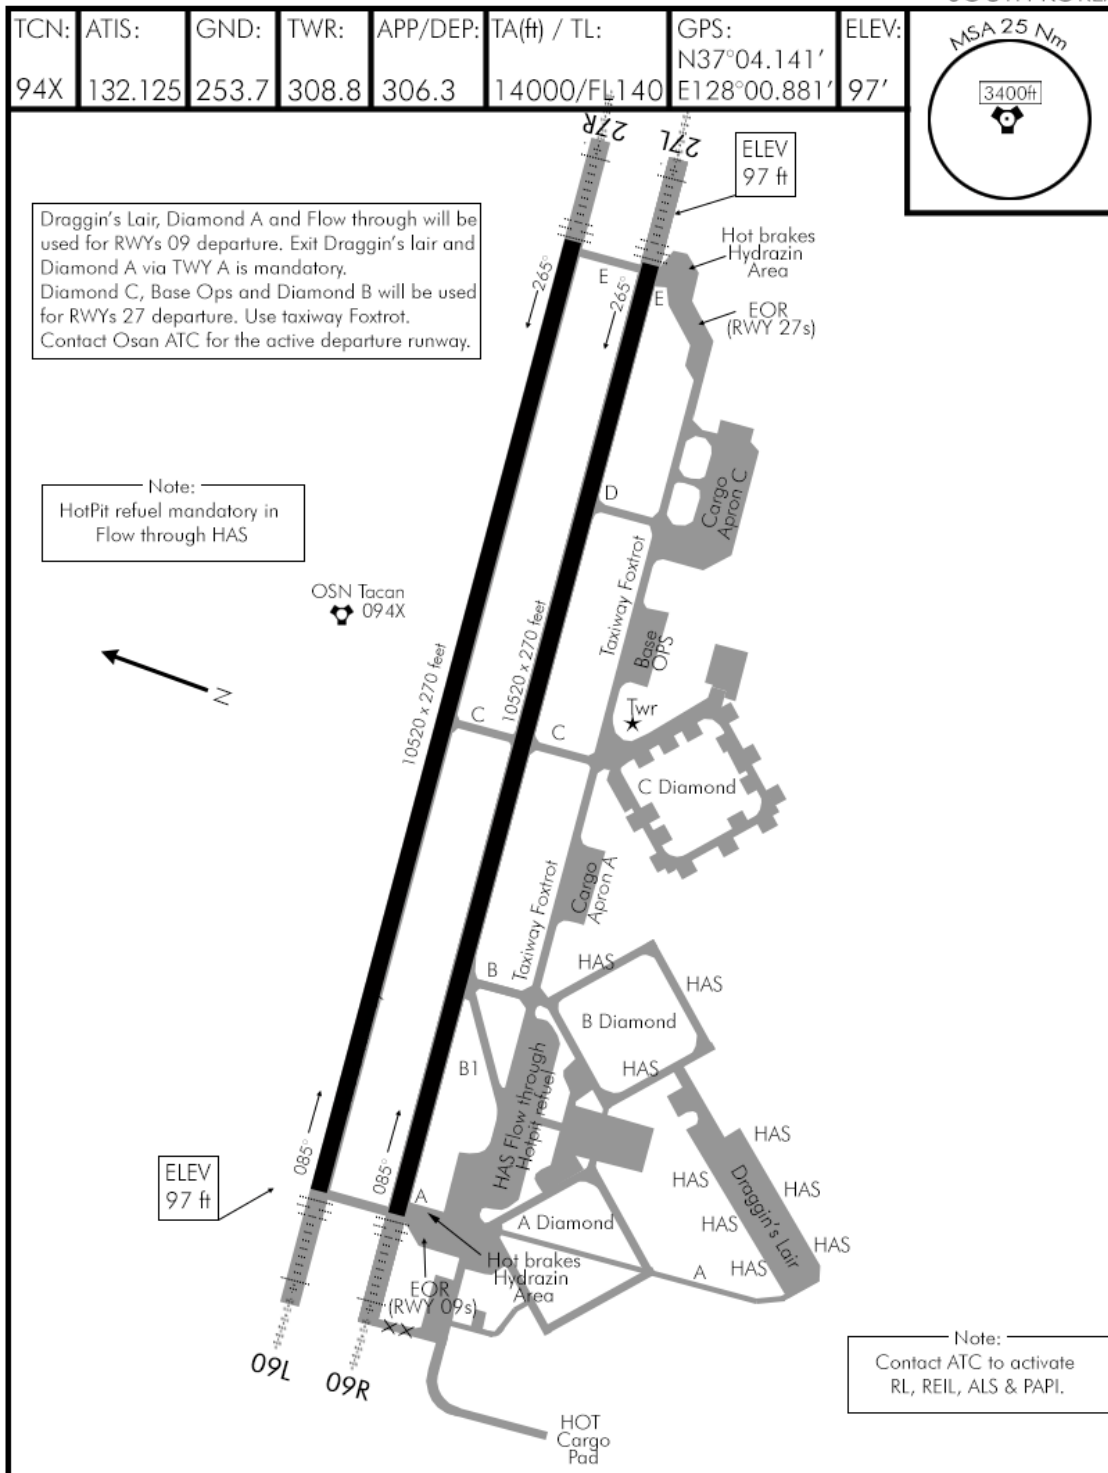 TCN: ATIS: GND: TWR: APP/DEP: TA(ft) / TL: GPS: ELEV:
94X 132.125 253.7 308.8 306.3 14000/FL140 N37°04.141' E128°00.881' 97'
MSA 25 Nm
3400ft
27R
27L
ELEV
97 ft
Draggin's Lair, Diamond A and Flow through will be
used for RWYs 09 departure. Exit Draggin's lair and
Diamond A via TWY A is mandatory.
Diamond C, Base Ops and Diamond B will be used
for RWYs 27 departure. Use taxiway Foxtrot.
Contact Osan ATC for the active departure runway.
Hot brakes
Hydrazin
Area
265°
E
265°
E
EOR
(RWY 27s)
Note:
HotPit refuel mandatory in
Flow through HAS
D
Cargo
Apron C
OSN Tacan
094X
Taxiway Foxtrot
Base
OPS
N
10520 x 270 feet
10520 x 270 feet
Twr
C
C
C Diamond
Cargo
Apron A
Taxiway Foxtrot
B
HAS
HAS
B Diamond
HAS
B1
HAS Flow through
Hotpit refuel
HAS
HAS
HAS
HAS
HAS
HAS
Draggin's Lair
085°
085°
ELEV
97 ft
A
A Diamond
A
Hot brakes
Hydrazin
Area
EOR
(RWY 09s)
09L
09R
Note:
Contact ATC to activate
RL, REIL, ALS & PAPI.
HOT
Cargo
Pad